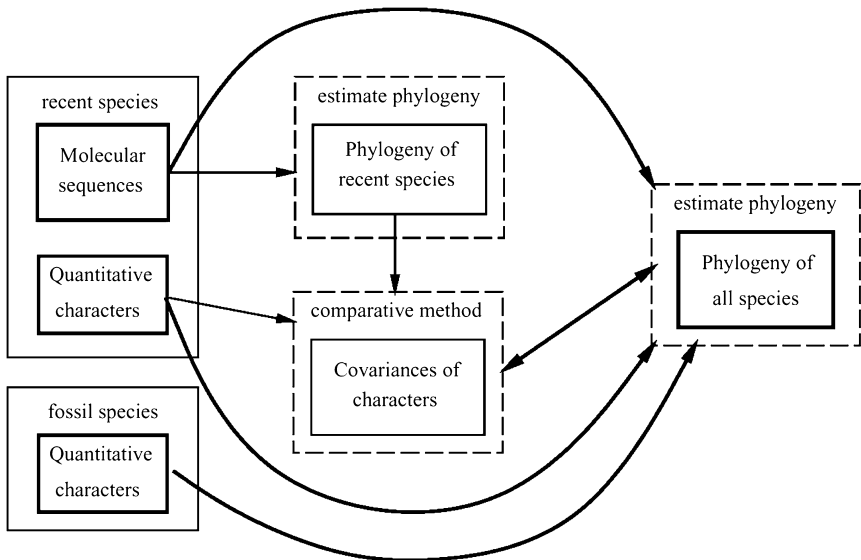 recent species
Molecular
sequences
Quantitative
characters
fossil species
Quantitative
characters
estimate phylogeny
Phylogeny of
recent species
comparative method
Covariances of
characters
estimate phylogeny
Phylogeny of
all species